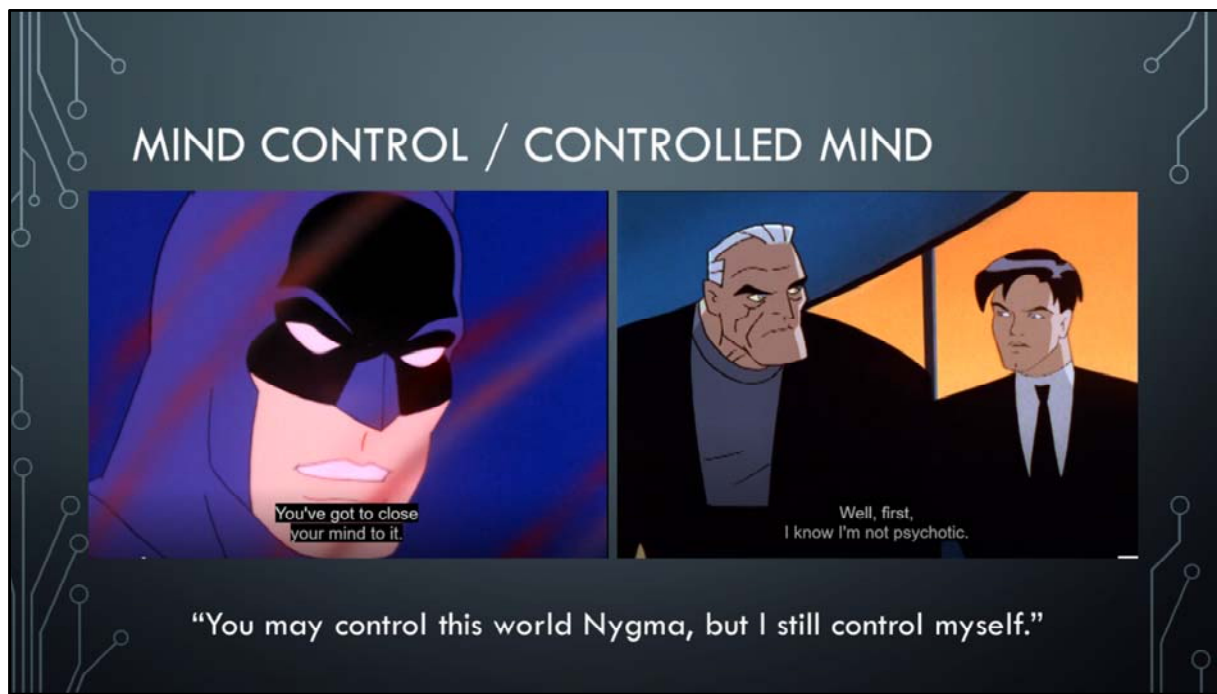 MIND CONTROL / CONTROLLED MIND
You've got to close
your mind to it.
Well, first,
I know I'm not psychotic.
“You may control this world Nygma, but I still control myself.”